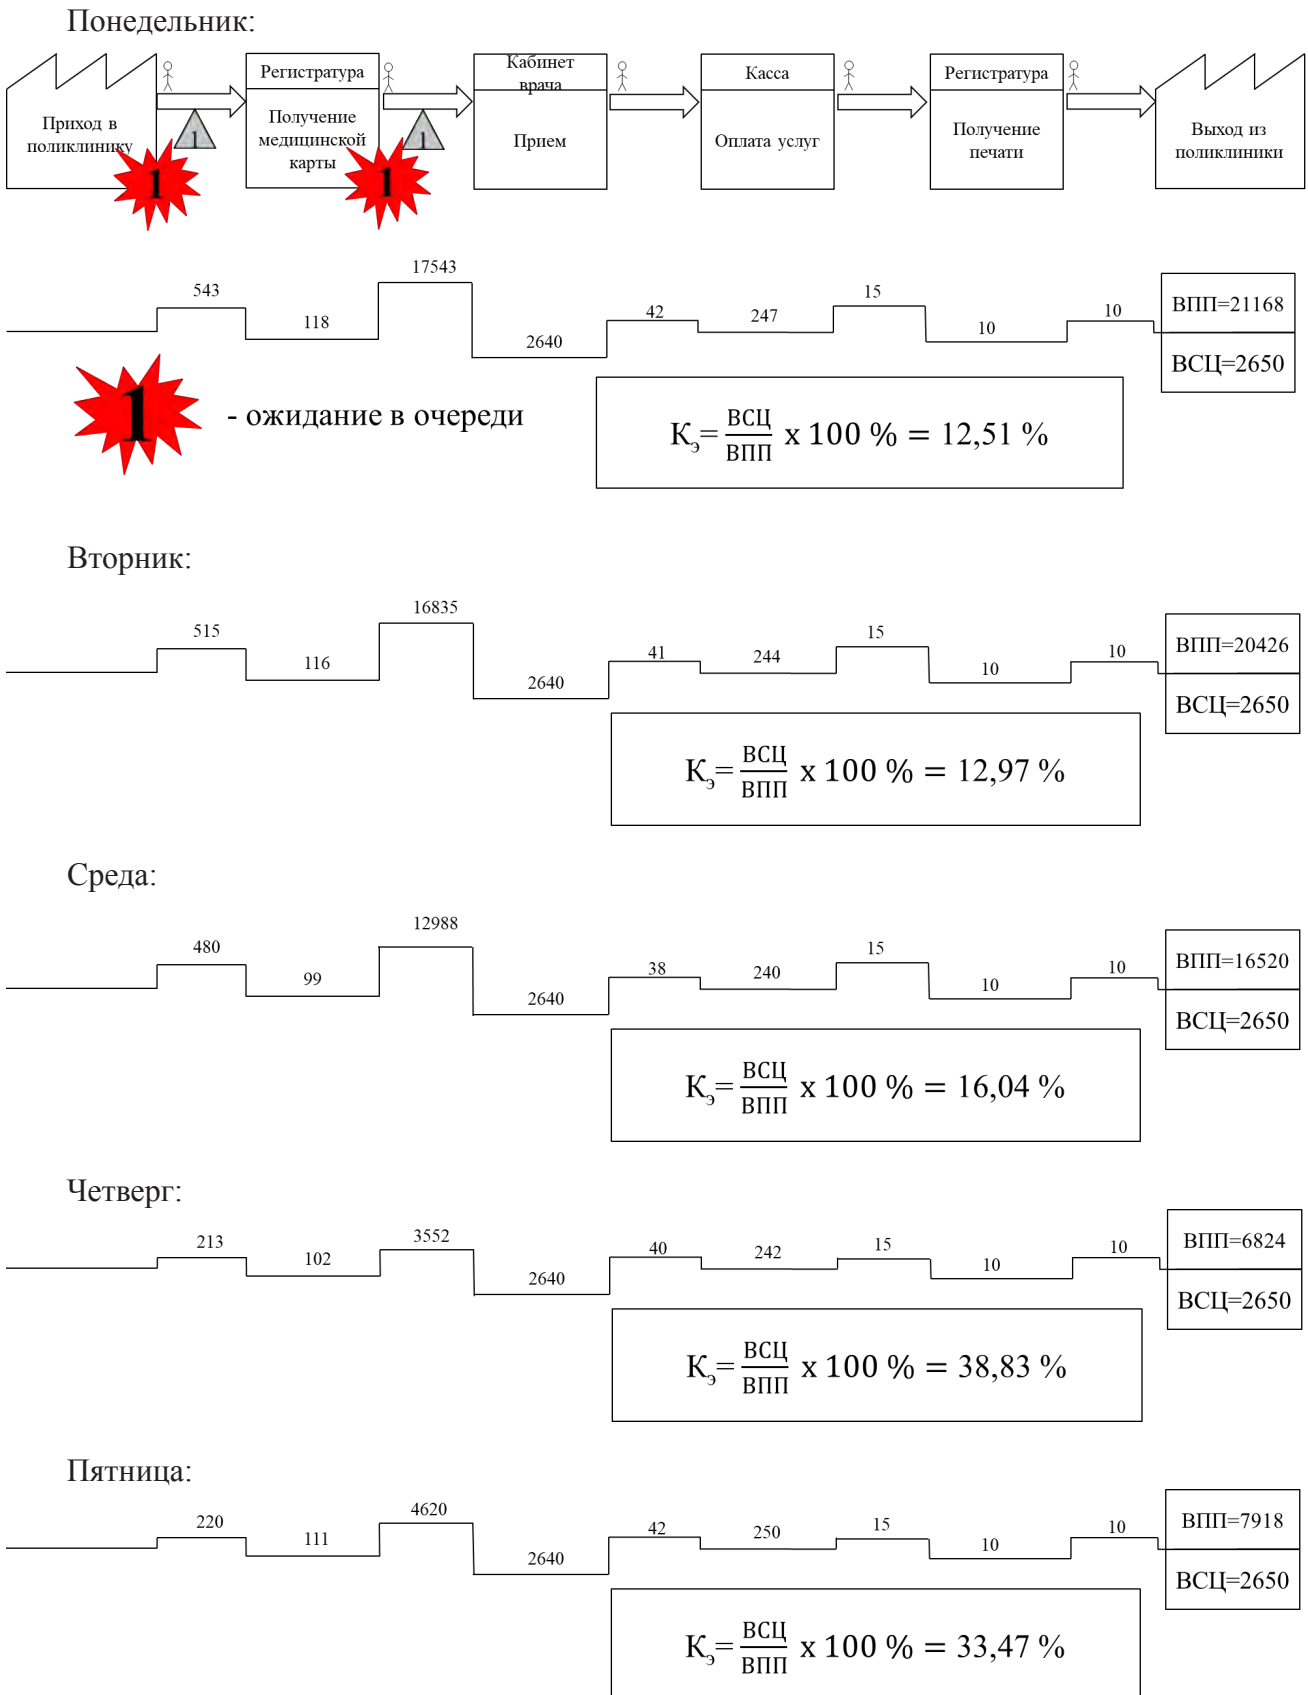 Понедельник:
Приход в
поликлинику
1
1
Регистратура
Получение
медицинской
карты
1
1
Кабинет
врача
Прием
Касса
Оплата услуг
Регистратура
Получение
печати
Выход из
поликлиники
543
118
17543
2640
42
247
15
10
10
ВПП=21168
ВСЦ=2650
1 - ожидание в очереди
Кэ= ВСЦ/ВПП х 100 % = 12,51 %
Вторник:
515
116
16835
2640
41
244
15
10
10
ВПП=20426
ВСЦ=2650
Кэ= ВСЦ/ВПП х 100 % = 12,97 %
Среда:
480
99
12988
2640
38
240
15
10
10
ВПП=16520
ВСЦ=2650
Кэ= ВСЦ/ВПП х 100 % = 16,04 %
Четверг:
213
102
3552
2640
40
242
15
10
10
ВПП=6824
ВСЦ=2650
Кэ= ВСЦ/ВПП х 100 % = 38,83 %
Пятница:
220
111
4620
2640
42
250
15
10
10
ВПП=7918
ВСЦ=2650
Кэ= ВСЦ/ВПП х 100 % = 33,47 %